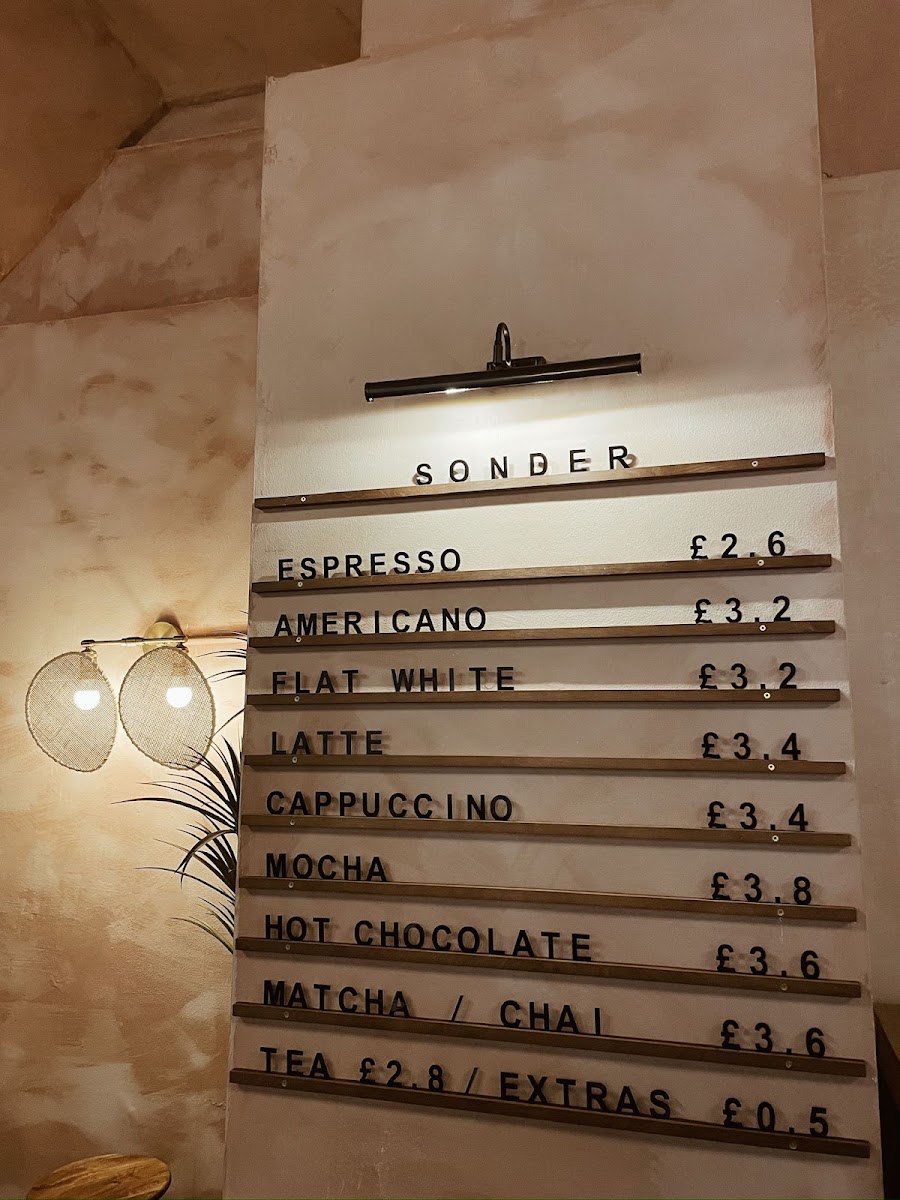 SONDER
ESPRESSO £2.6
AMERICANO £3.2
FLAT WHITE £3.2
LATTE £3.4
CAPPUCCINO £3.4
MOCHA £3.8
HOT CHOCOLATE £3.6
MATCHA / CHAI £3.6
TEA £2.8 / EXTRAS £0.5